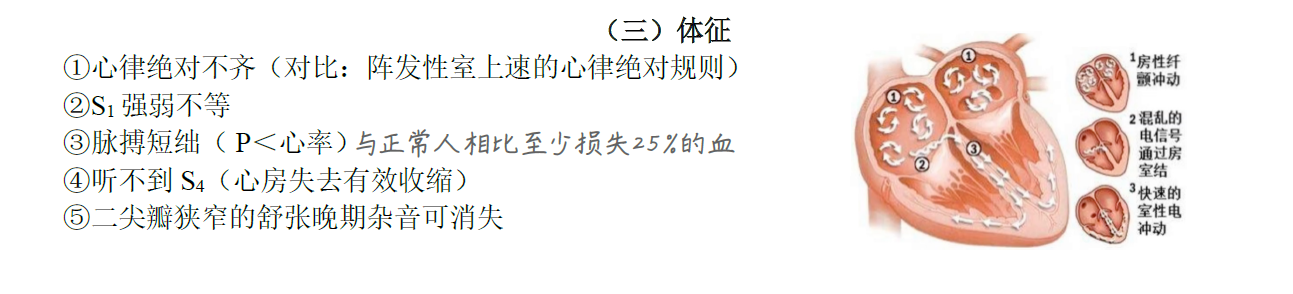 （三）体征
①心律绝对不齐（对比：阵发性室上速的心律绝对规则）
②S₁强弱不等
③脉搏短绌（ P＜心率）与正常人相比至少损失25%的血
④听不到 S₄（心房失去有效收缩）
⑤二尖瓣狭窄的舒张晚期杂音可消失
①
①
②
③
1 房性纤
颤冲动
2 混乱的
电信号
通过房
室结
3 快速的
室性电
冲动